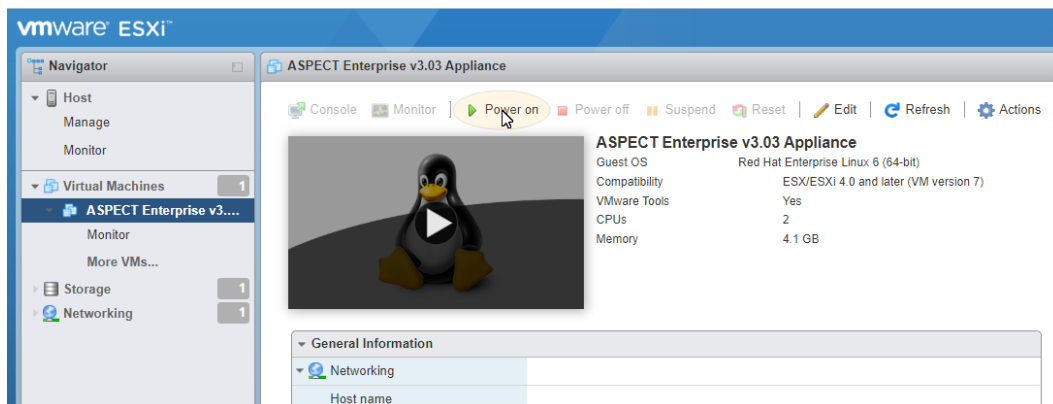 vmware ESXi™
Navigator
ASPECT Enterprise v3.03 Appliance
Host
Manage
Monitor
Virtual Machines 1
ASPECT Enterprise v3....
Monitor
More VMs...
Storage 1
Networking 1
Console Monitor Power on Power off Suspend Reset Edit Refresh Actions
ASPECT Enterprise v3.03 Appliance
Guest OS Red Hat Enterprise Linux 6 (64-bit)
Compatibility ESX/ESXi 4.0 and later (VM version 7)
VMware Tools Yes
CPUs 2
Memory 4.1 GB
General Information
Networking
Host name